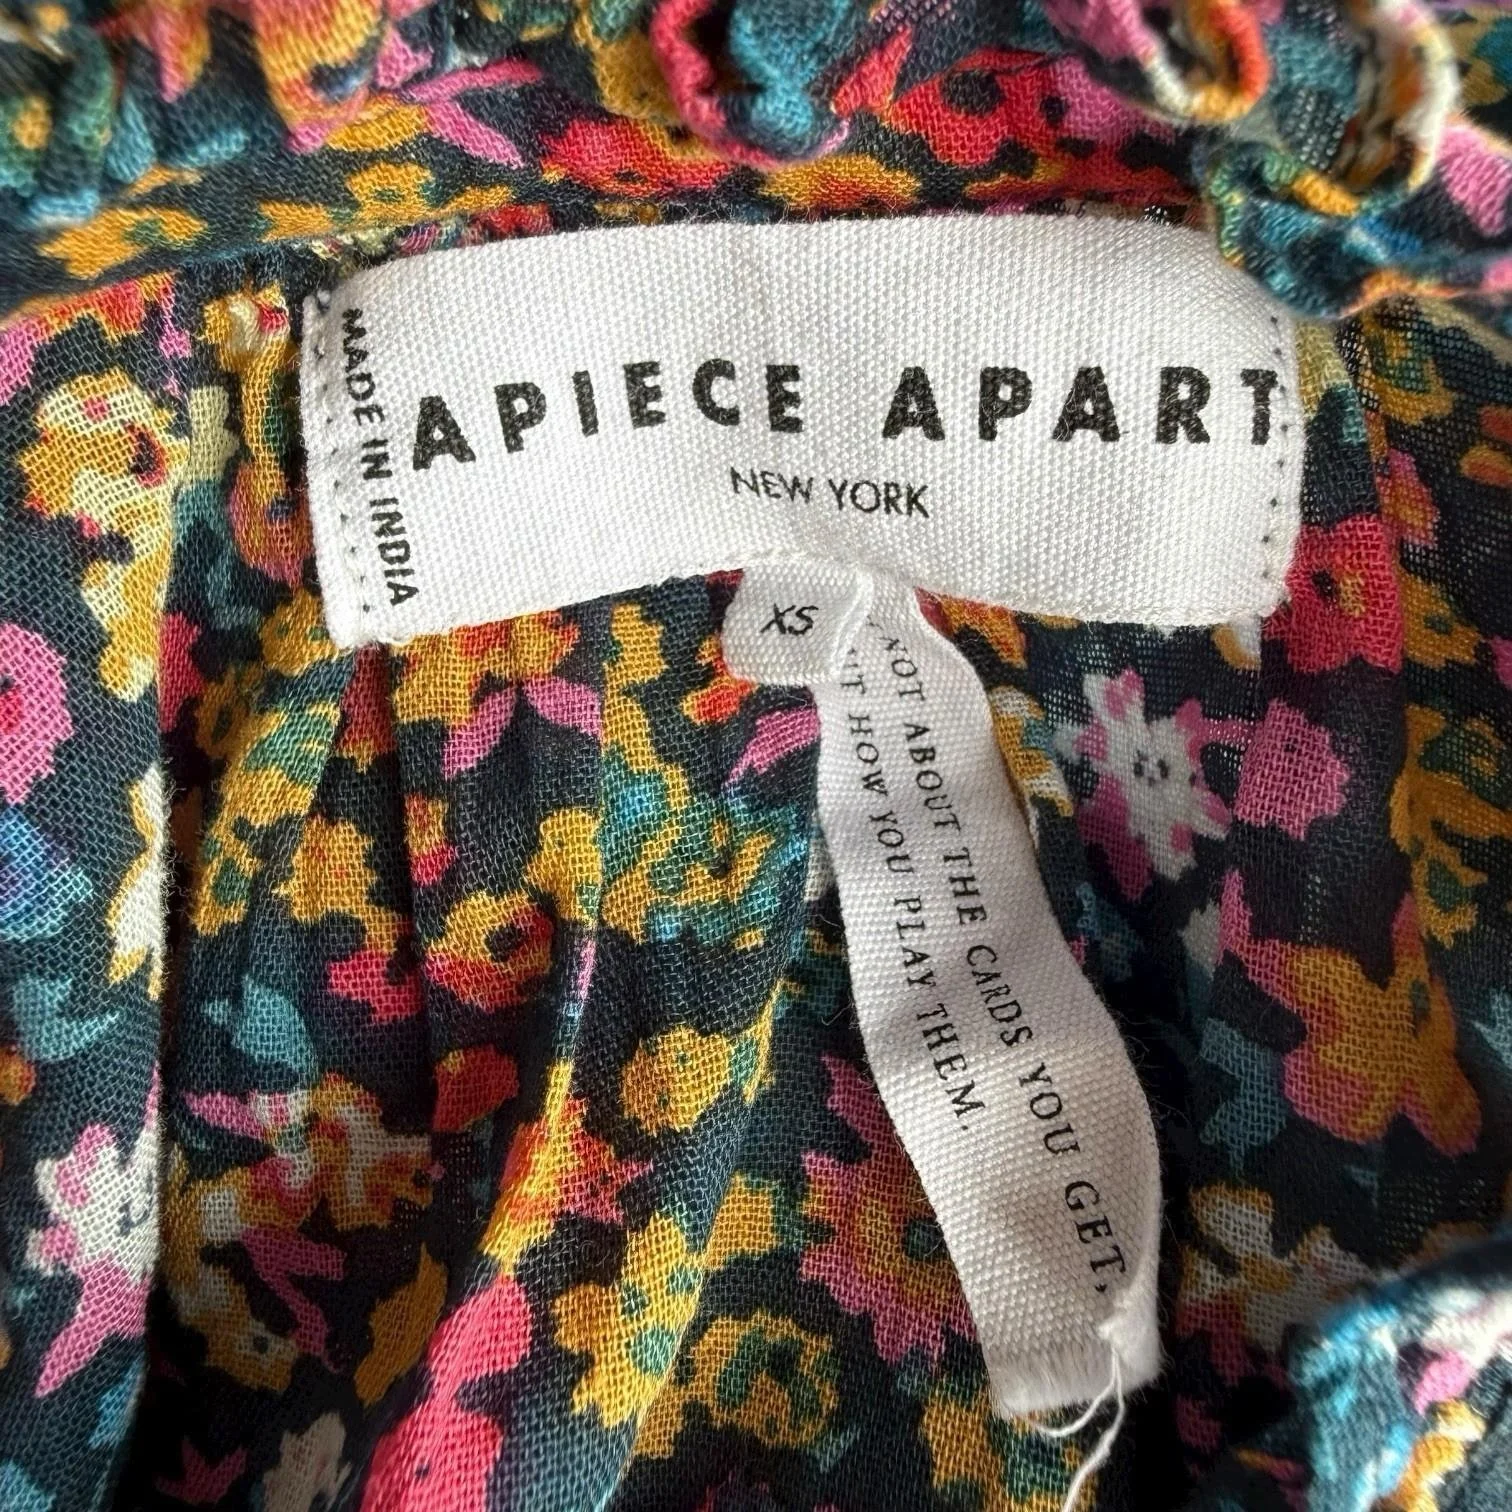 MADE IN INDIA
APIECE APART
NEW YORK
XS
NOT ABOUT THE CARDS YOU GET,
HOW YOU PLAY THEM.